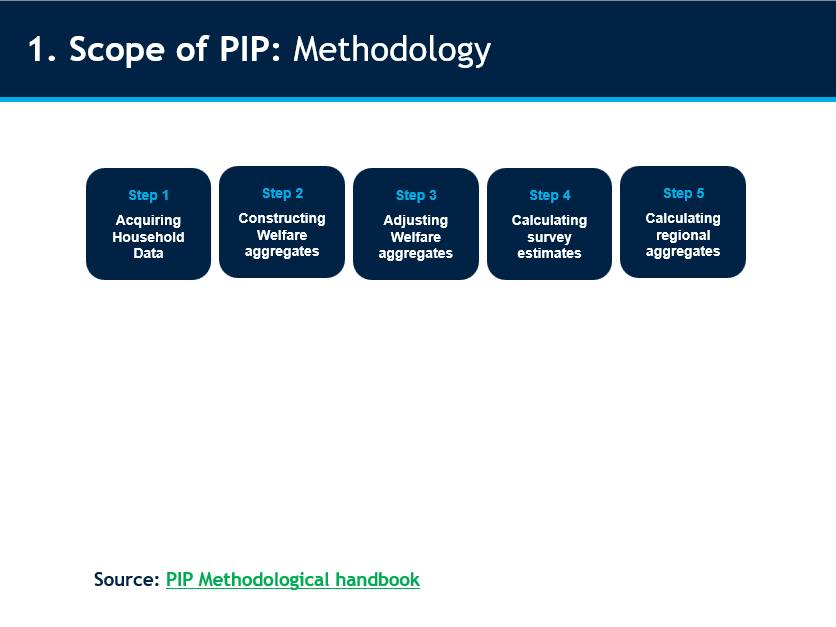 1. Scope of PIP: Methodology
Step 1
Acquiring
Household
Data
Step 2
Constructing
Welfare
aggregates
Step 3
Adjusting
Welfare
aggregates
Step 4
Calculating
survey
estimates
Step 5
Calculating
regional
aggregates
Source: PIP Methodological handbook